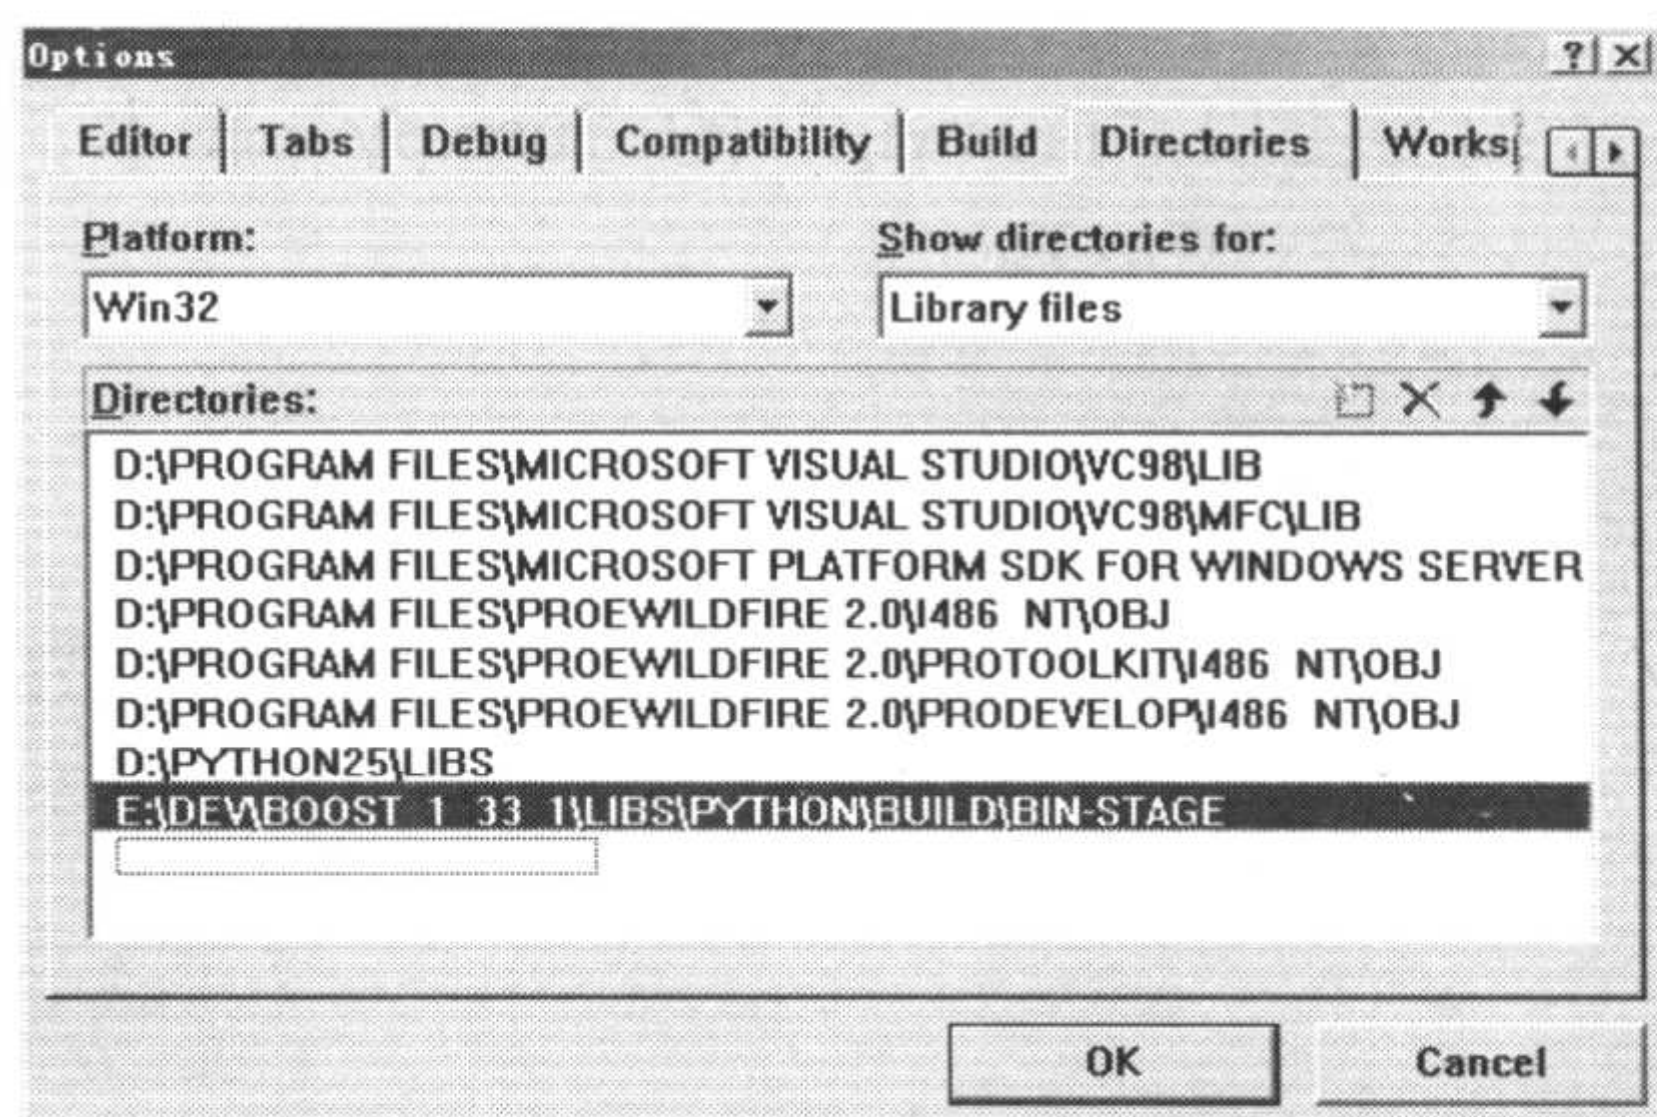 Options
Editor Tabs Debug Compatibility Build Directories Works
Platform: Show directories for:
Win32 Library files
Directories:
D:\PROGRAM FILES\MICROSOFT VISUAL STUDIO\VC98\LIB
D:\PROGRAM FILES\MICROSOFT VISUAL STUDIO\VC98\MFC\LIB
D:\PROGRAM FILES\MICROSOFT PLATFORM SDK FOR WINDOWS SERVER
D:\PROGRAM FILES\PROEWILDFIRE 2.0\I486 NT\OBJ
D:\PROGRAM FILES\PROEWILDFIRE 2.0\PROTOOLKIT\I486 NT\OBJ
D:\PROGRAM FILES\PROEWILDFIRE 2.0\PRODEVELOP\I486 NT\OBJ
D:\PYTHON25\LIBS
E:\DEV\BOOST 1 33 1\LIBS\PYTHON\BUILD\BIN-STAGE
OK Cancel